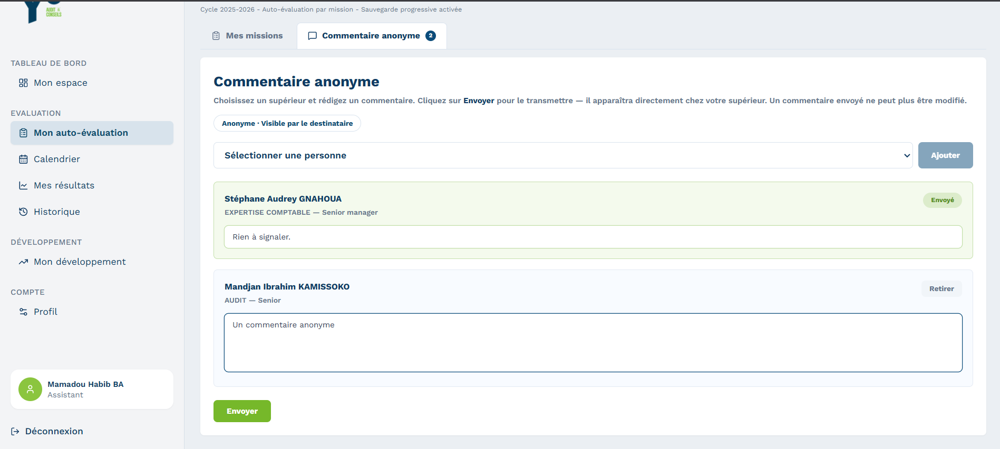 AUDIT &
CONSEILS
TABLEAU DE BORD
Mon espace
EVALUATION
Mon auto-évaluation
Calendrier
Mes résultats
Historique
DÉVELOPPEMENT
Mon développement
COMPTE
Profil
Mamadou Habib BA
Assistant
Déconnexion
Cycle 2025-2026 - Auto-évaluation par mission - Sauvegarde progressive activée
Mes missions
Commentaire anonyme 2
Commentaire anonyme
Choisissez un supérieur et rédigez un commentaire. Cliquez sur Envoyer pour le transmettre — il apparaîtra directement chez votre supérieur. Un commentaire envoyé ne peut plus être modifié.
Anonyme · Visible par le destinataire
Sélectionner une personne
Ajouter
Stéphane Audrey GNAHOUA
Envoyé
EXPERTISE COMPTABLE — Senior manager
Rien à signaler.
Mandjan Ibrahim KAMISSOKO
Retirer
AUDIT — Senior
Un commentaire anonyme
Envoyer